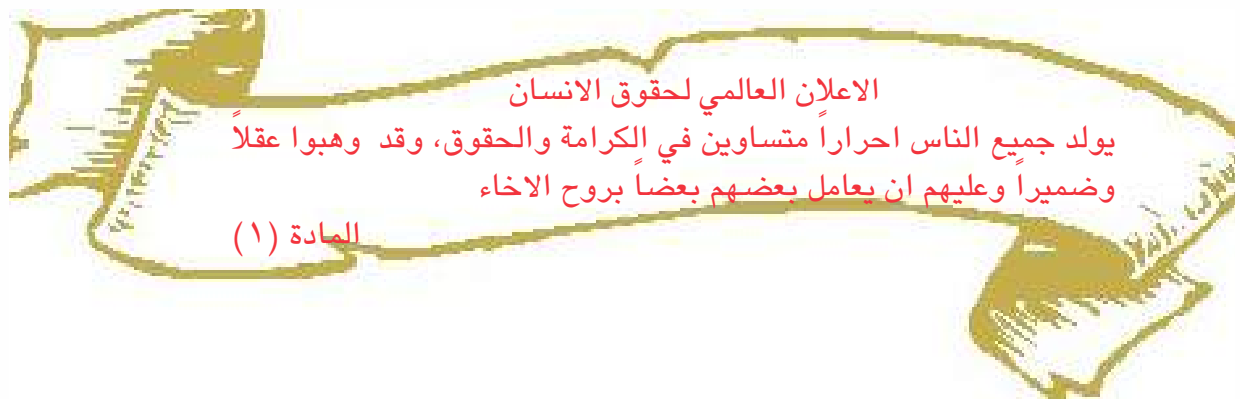 الاعلان العالمي لحقوق الانسان
يولد جميع الناس احراراً متساوين في الكرامة والحقوق، وقد وهبوا عقلاً
وضميراً وعليهم ان يعامل بعضهم بعضاً بروح الاخاء
المادة (١)